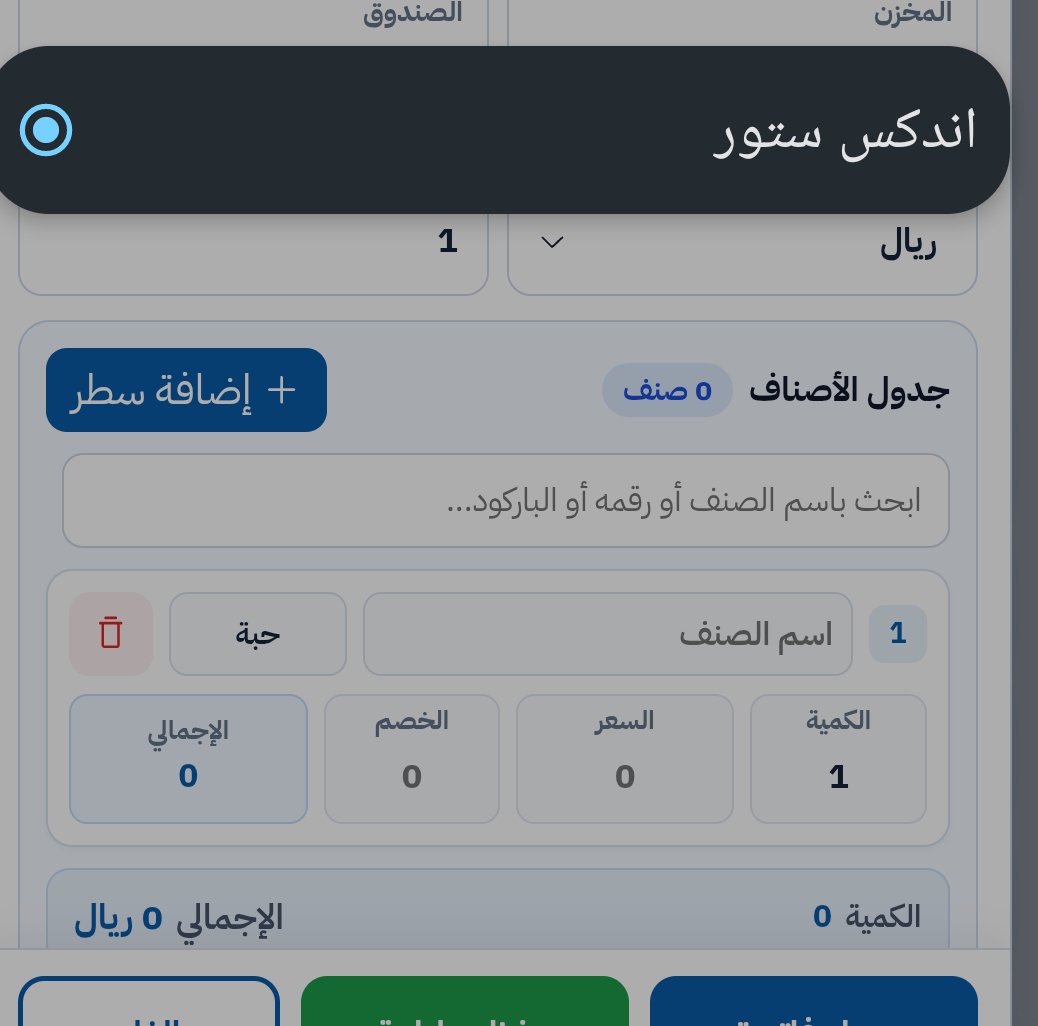 المخزن الصندوق
اندكس ستور
ريال 1
جدول الأصناف 0 صنف + إضافة سطر
ابحث باسم الصنف أو رقمه أو الباركود...
1 اسم الصنف حبة
الكمية السعر الخصم الإجمالي
1 0 0 0
الكمية 0 الإجمالي 0 ريال